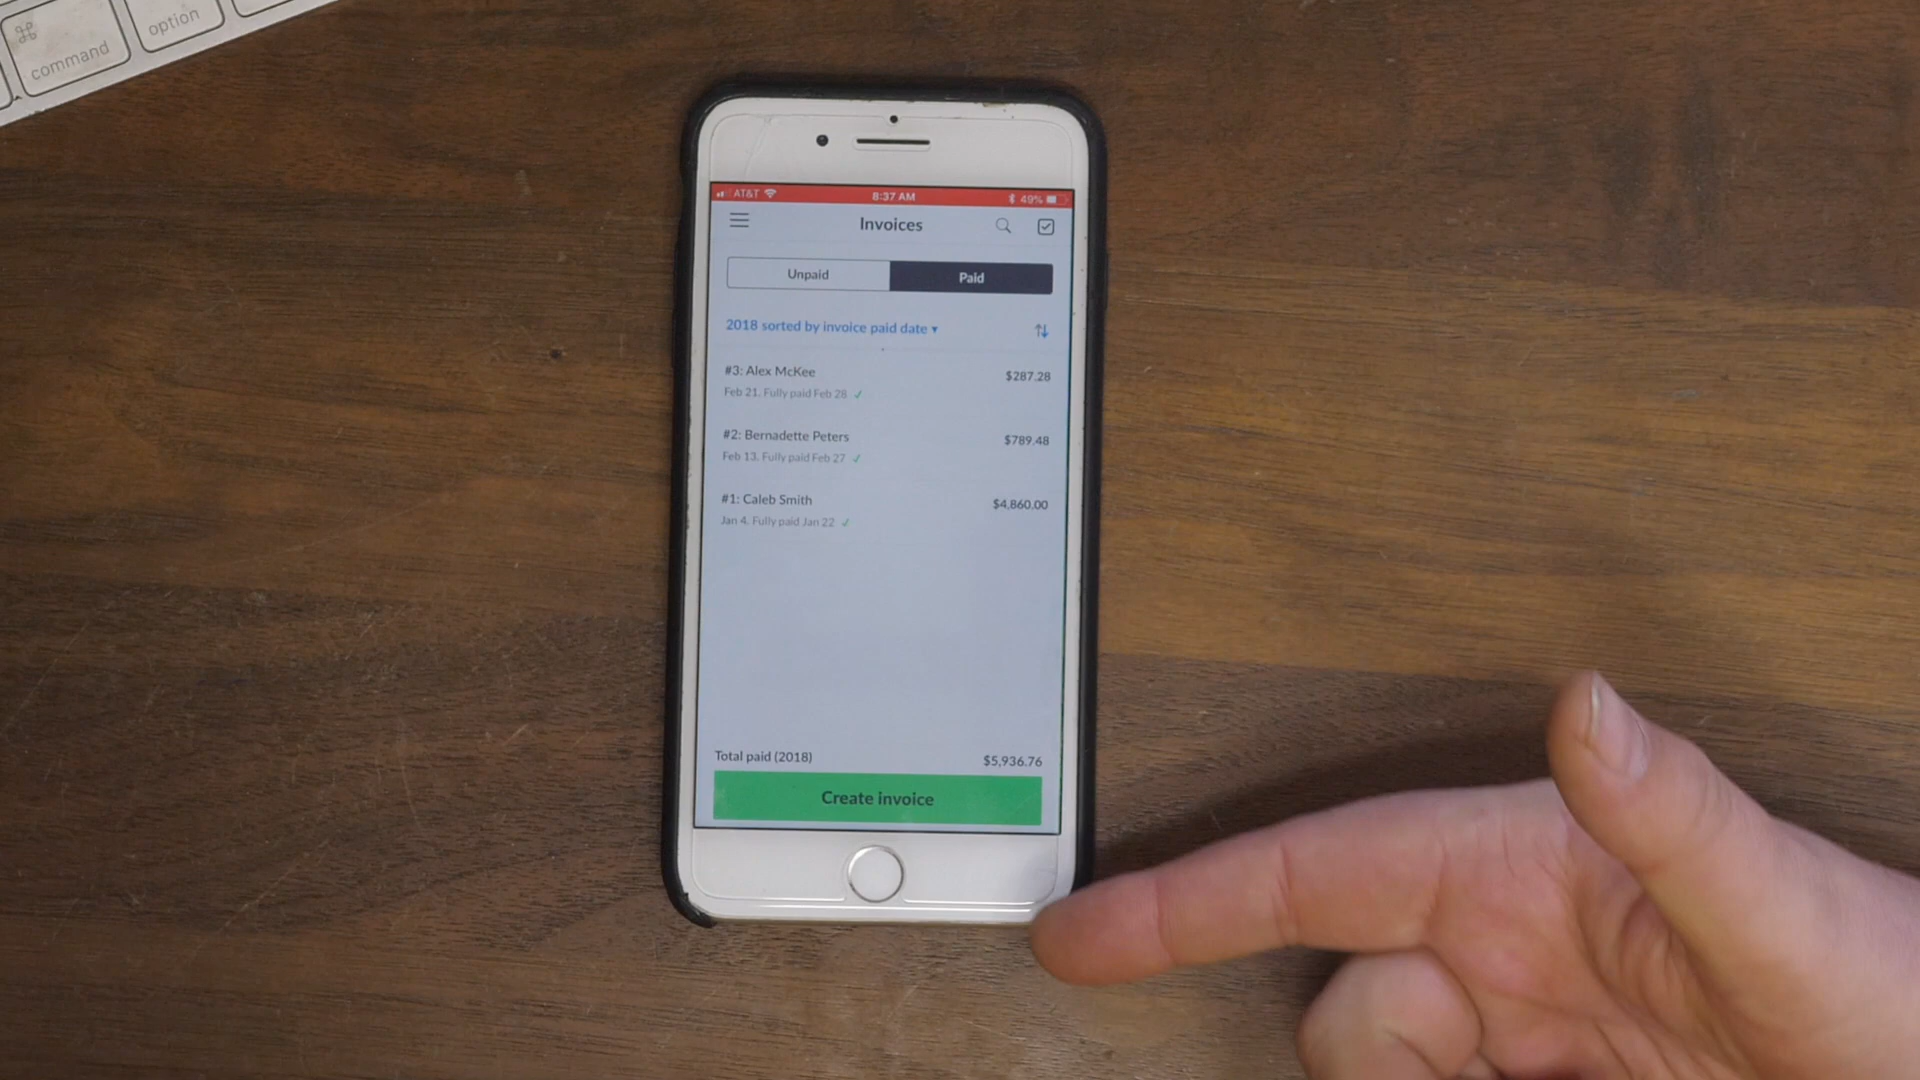 option
⌘
command
AT&T 8:37 AM 49%
Invoices
Unpaid Paid
2018 sorted by invoice paid date ▾
#3: Alex McKee $287.28
Feb 21. Fully paid Feb 28 ✓
#2: Bernadette Peters $789.48
Feb 13. Fully paid Feb 27 ✓
#1: Caleb Smith $4,860.00
Jan 4. Fully paid Jan 22 ✓
Total paid (2018) $5,936.76
Create invoice